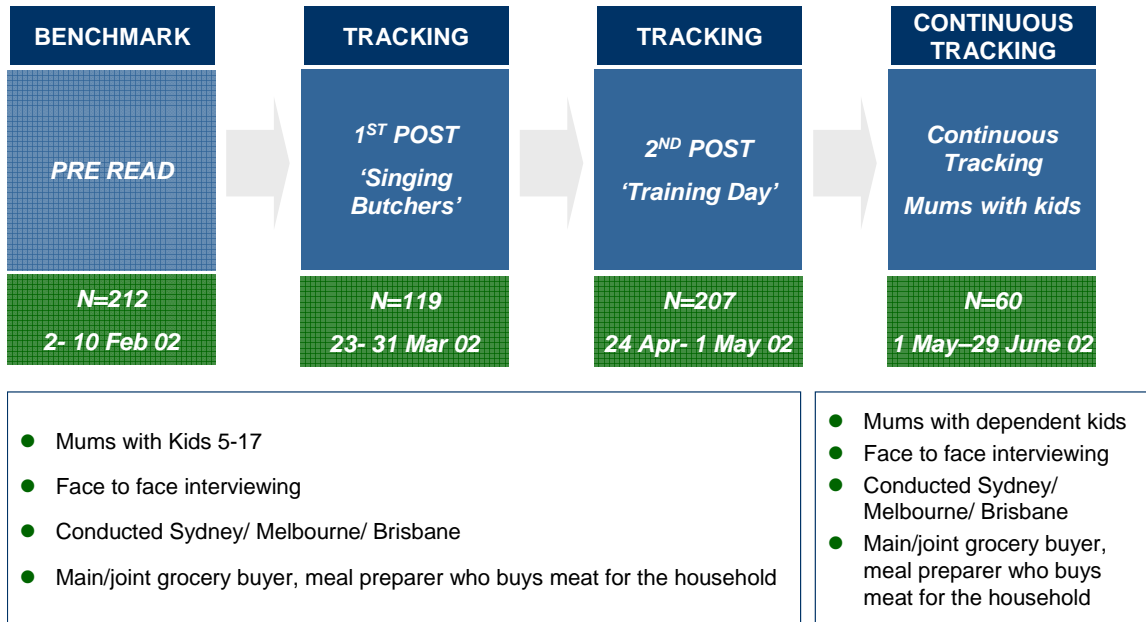 BENCHMARK
PRE READ
N=212
2- 10 Feb 02
TRACKING
1ST POST
‘Singing
Butchers’
N=119
23- 31 Mar 02
TRACKING
2ND POST
‘Training Day’
N=207
24 Apr- 1 May 02
CONTINUOUS
TRACKING
Continuous
Tracking
Mums with kids
N=60
1 May–29 June 02
● Mums with Kids 5-17
● Face to face interviewing
● Conducted Sydney/ Melbourne/ Brisbane
● Main/joint grocery buyer, meal preparer who buys meat for the household
● Mums with dependent kids
● Face to face interviewing
● Conducted Sydney/
Melbourne/ Brisbane
● Main/joint grocery buyer,
meal preparer who buys
meat for the household